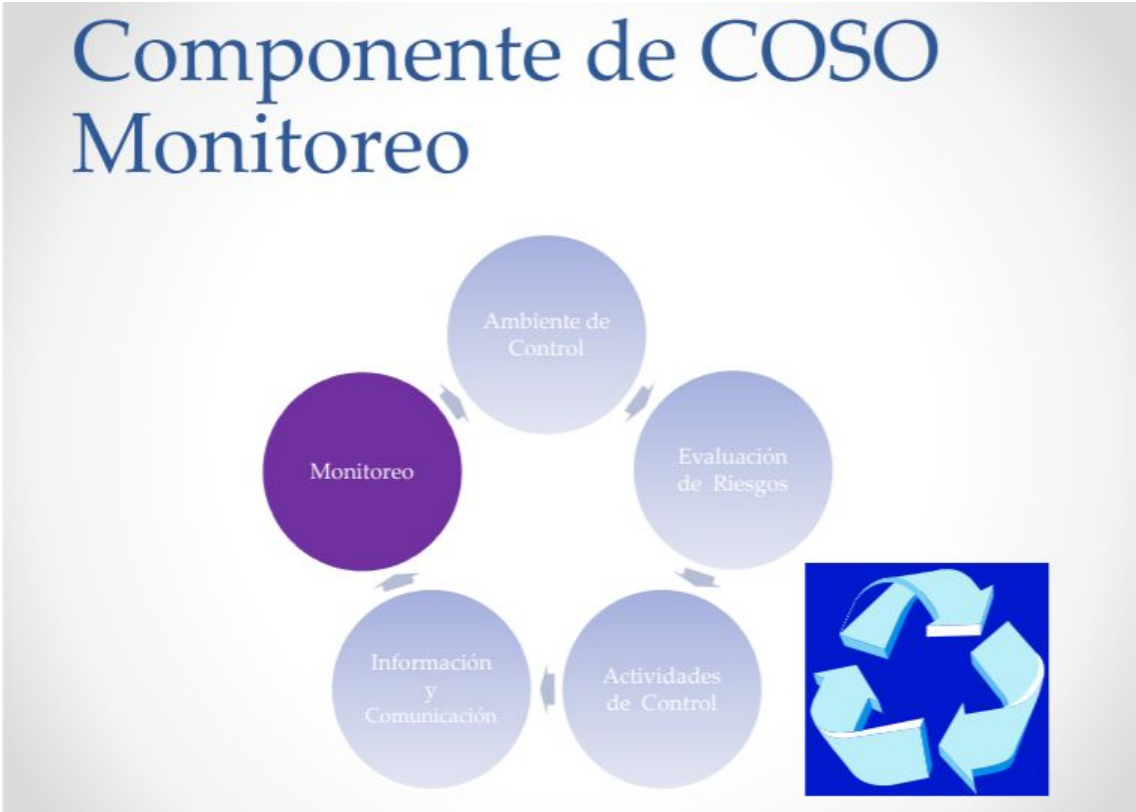 Componente de COSO
Monitoreo
Ambiente de
Control
Evaluación
de Riesgos
Actividades
de Control
Información
y
Comunicación
Monitoreo